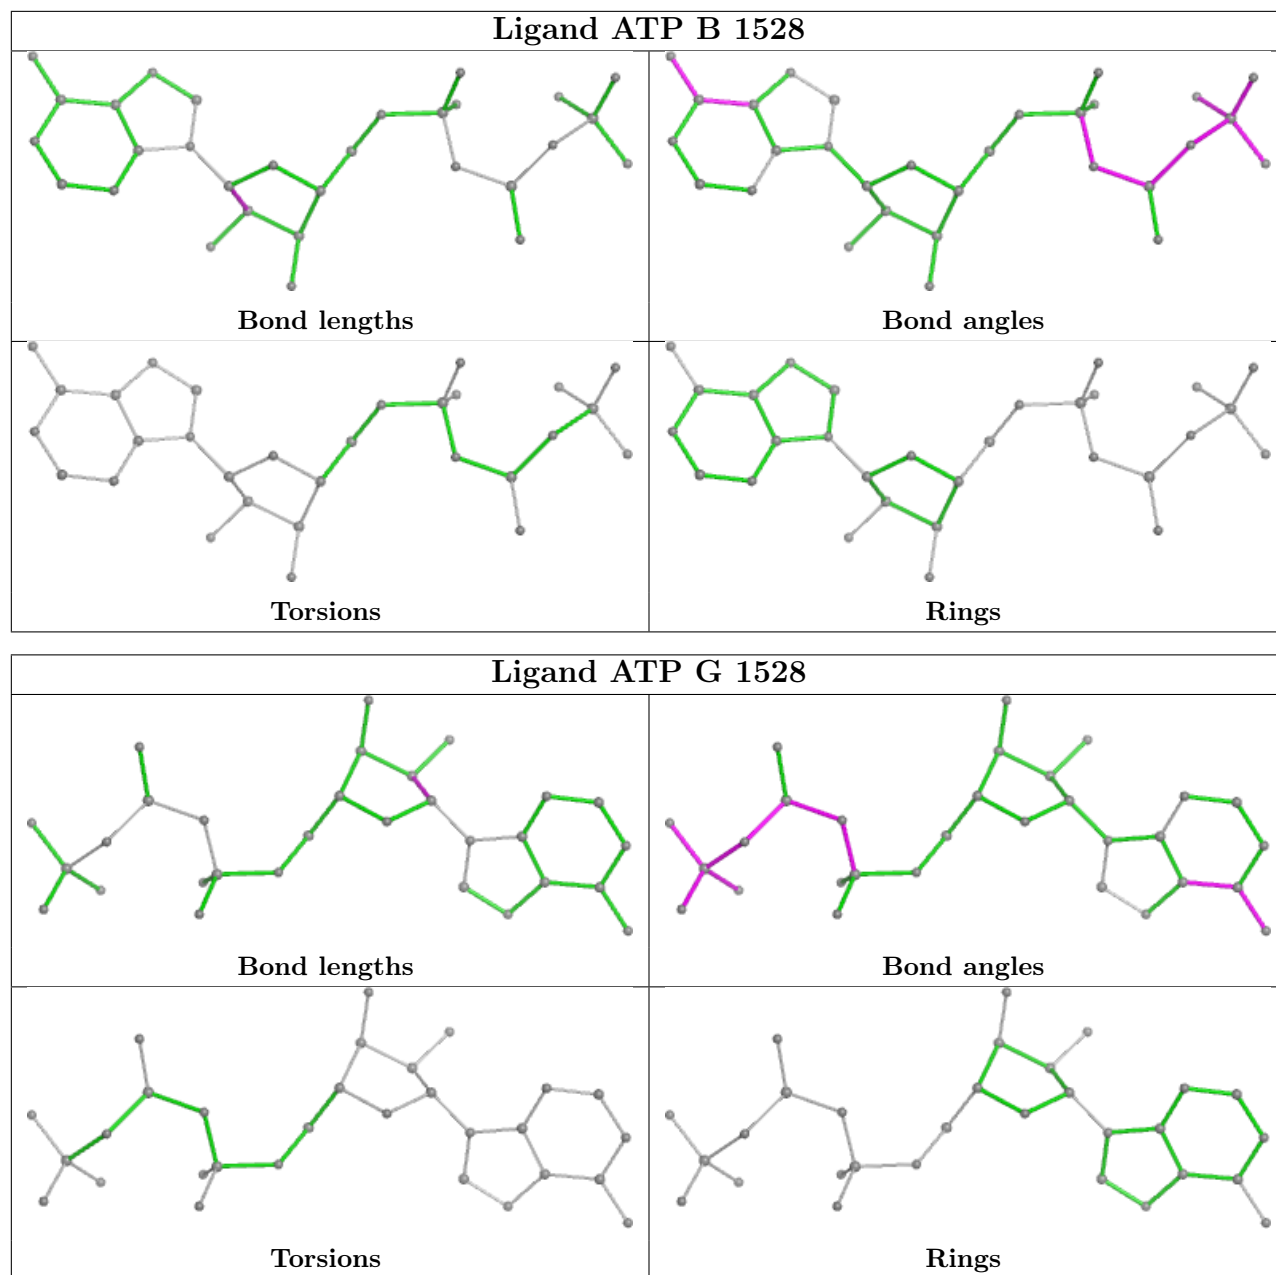 Ligand ATP B 1528
Bond lengths
Bond angles
Torsions
Rings
Ligand ATP G 1528
Bond lengths
Bond angles
Torsions
Rings